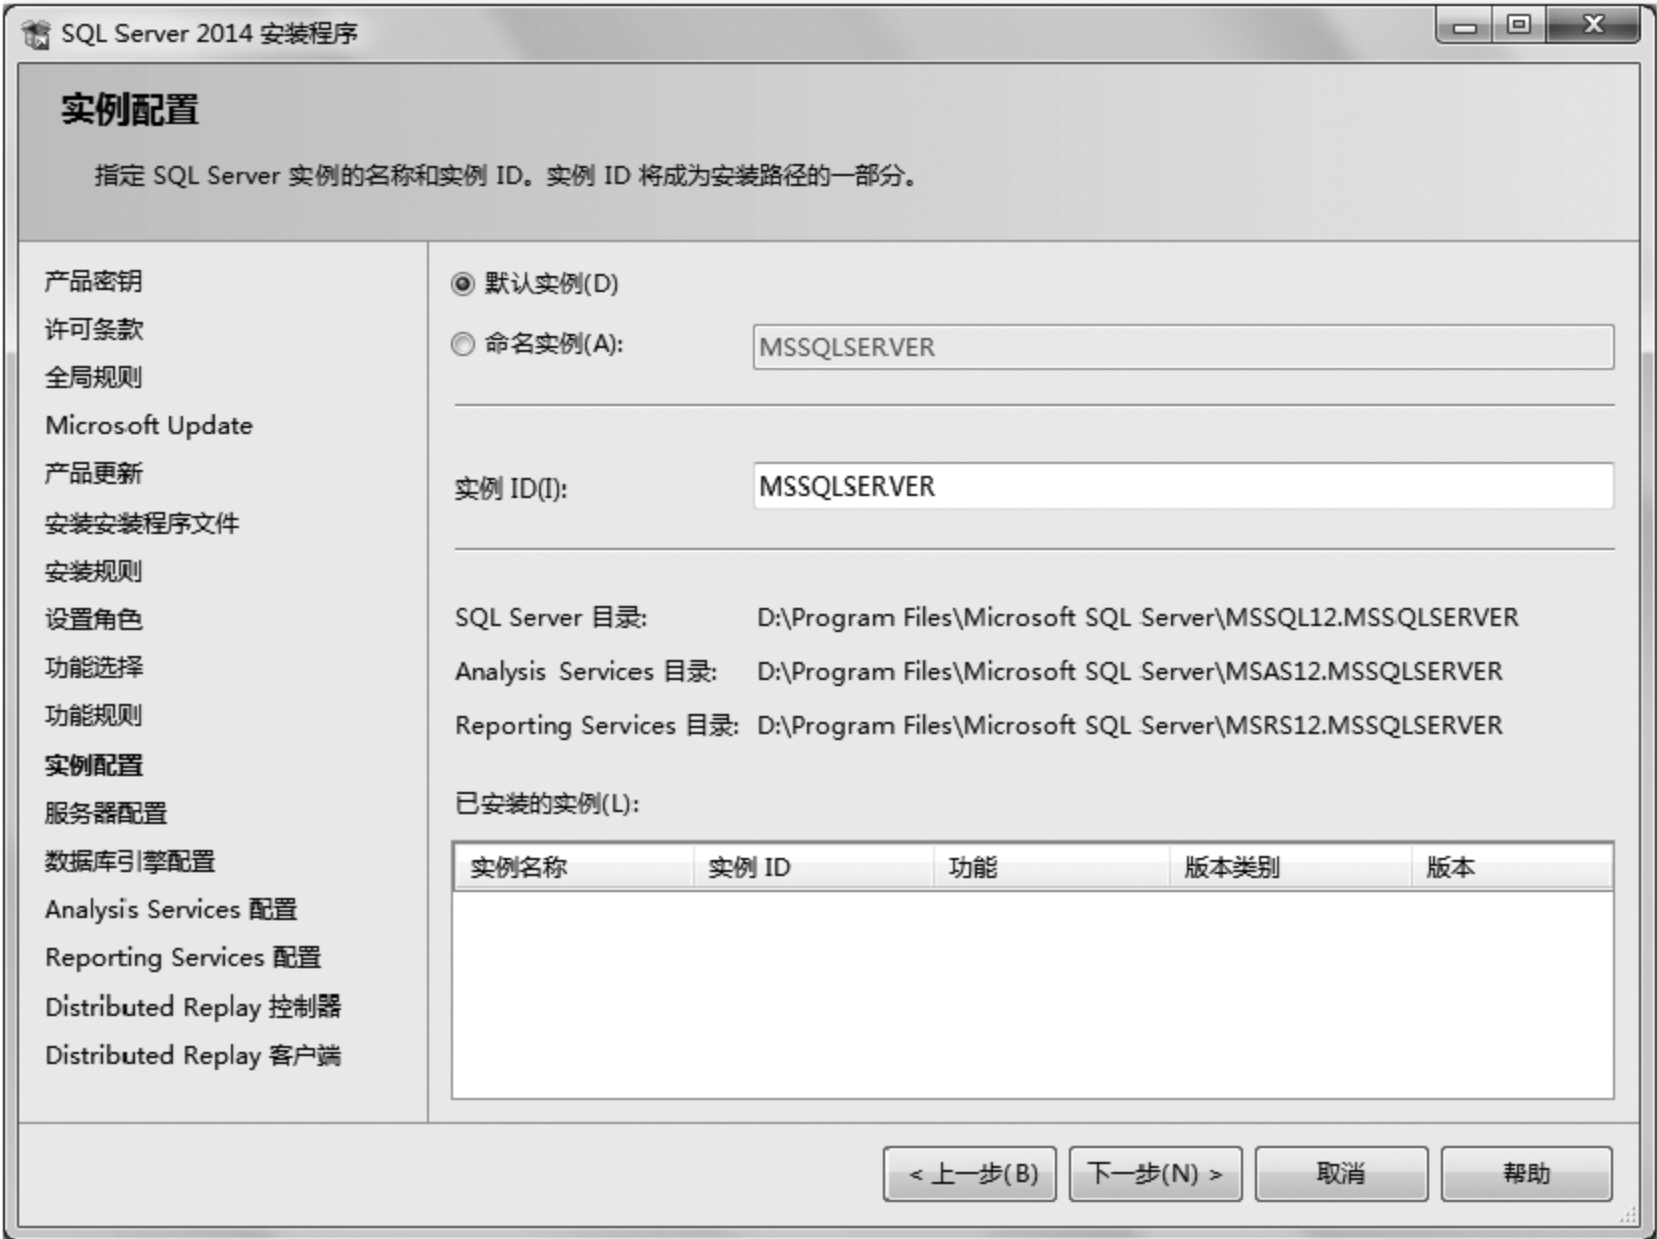 SQL Server 2014 安装程序
实例配置
指定 SQL Server 实例的名称和实例 ID。实例 ID 将成为安装路径的一部分。
产品密钥
许可条款
全局规则
Microsoft Update
产品更新
安装安装程序文件
安装规则
设置角色
功能选择
功能规则
实例配置
服务器配置
数据库引擎配置
Analysis Services 配置
Reporting Services 配置
Distributed Replay 控制器
Distributed Replay 客户端
默认实例(D)
命名实例(A): MSSQLSERVER
实例 ID(I): MSSQLSERVER
SQL Server 目录: D:\Program Files\Microsoft SQL Server\MSSQL12.MSSQLSERVER
Analysis Services 目录: D:\Program Files\Microsoft SQL Server\MSAS12.MSSQLSERVER
Reporting Services 目录: D:\Program Files\Microsoft SQL Server\MSRS12.MSSQLSERVER
已安装的实例(L):
实例名称 实例 ID 功能 版本类别 版本
< 上一步(B) 下一步(N) > 取消 帮助